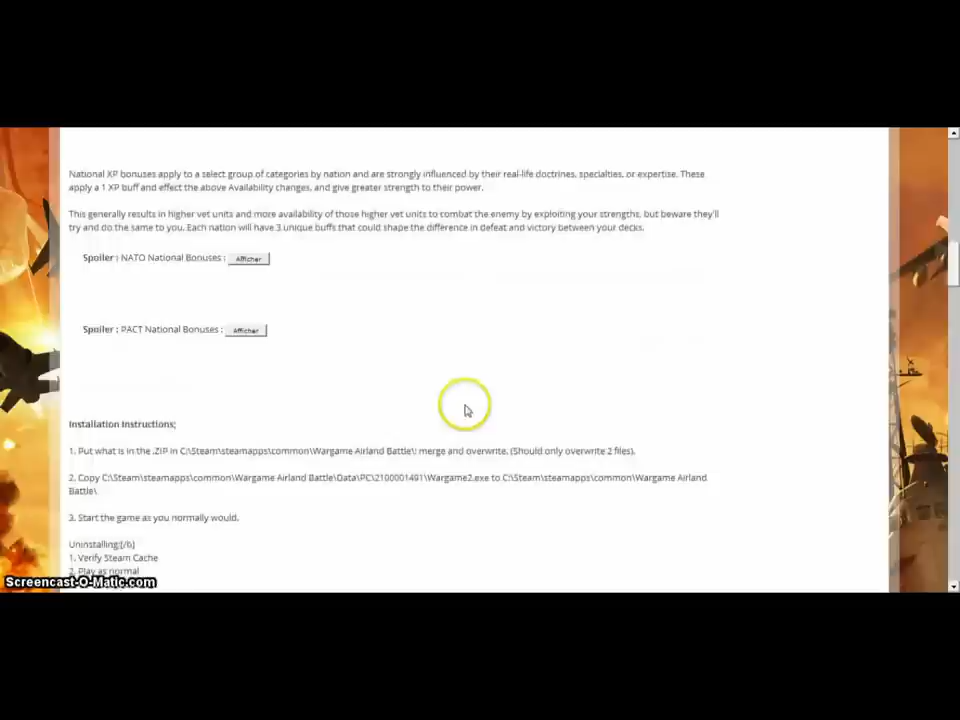 National XP bonuses apply to a select group of categories by nation and are strongly influenced by their real-life doctrines, specialties, or expertise. These
apply a 1 XP buff and effect the above Availability changes, and give greater strength to their power.
This generally results in higher vet units and more availability of those higher vet units to combat the enemy by exploiting your strengths, but beware they'll
try and do the same to you. Each nation will have 3 unique buffs that could shape the difference in defeat and victory between your decks.
Spoiler : NATO National Bonuses : Afficher
Spoiler : PACT National Bonuses : Afficher
Installation Instructions;
1. Put what is in the .ZIP in C:\Steam\steamapps\common\Wargame Airland Battle\! merge and overwrite. (Should only overwrite 2 files).
2. Copy C:\Steam\steamapps\common\Wargame Airland Battle\Data\PC\2100001491\Wargame2.exe to C:\Steam\steamapps\common\Wargame Airland
Battle\
3. Start the game as you normally would.
Uninstalling:[/b]
1. Verify Steam Cache
2. Play as normal
Screencast-O-Matic.com